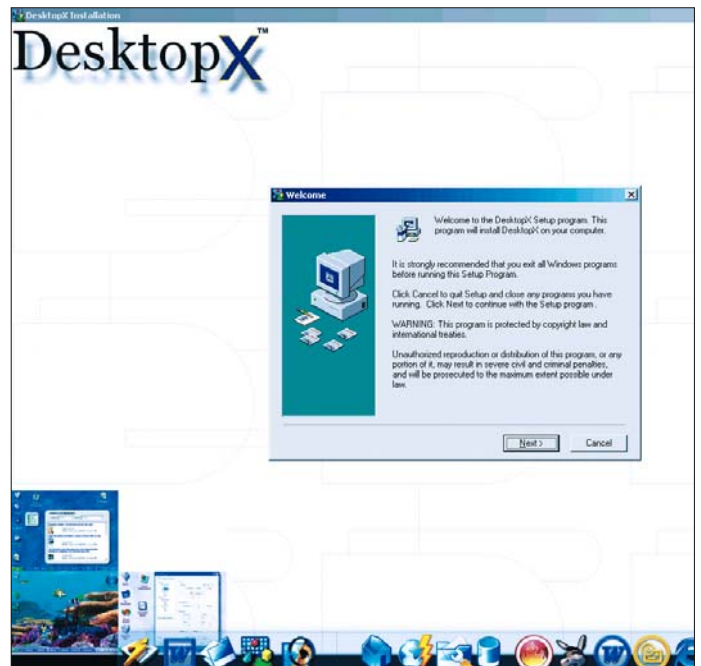 DesktopX Installation
DesktopX™
Welcome
Welcome to the DesktopX Setup program. This
program will install DesktopX on your computer.
It is strongly recommended that you exit all Windows programs
before running this Setup Program.
Click Cancel to quit Setup and close any programs you have
running. Click Next to continue with the Setup program.
WARNING: This program is protected by copyright law and
international treaties.
Unauthorized reproduction or distribution of this program, or any
portion of it, may result in severe civil and criminal penalties,
and will be prosecuted to the maximum extent possible under
law.
Next >
Cancel
W
W